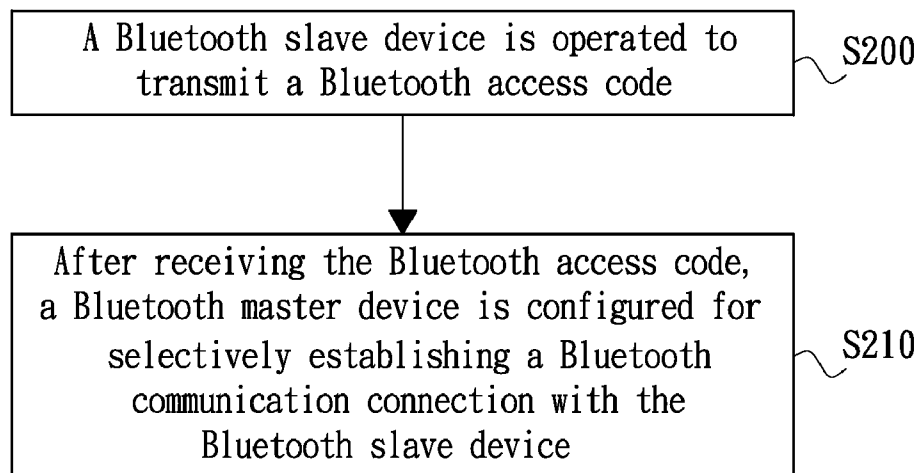 A Bluetooth slave device is operated to
transmit a Bluetooth access code
S200
After receiving the Bluetooth access code,
a Bluetooth master device is configured for
selectively establishing a Bluetooth
communication connection with the
Bluetooth slave device
S210